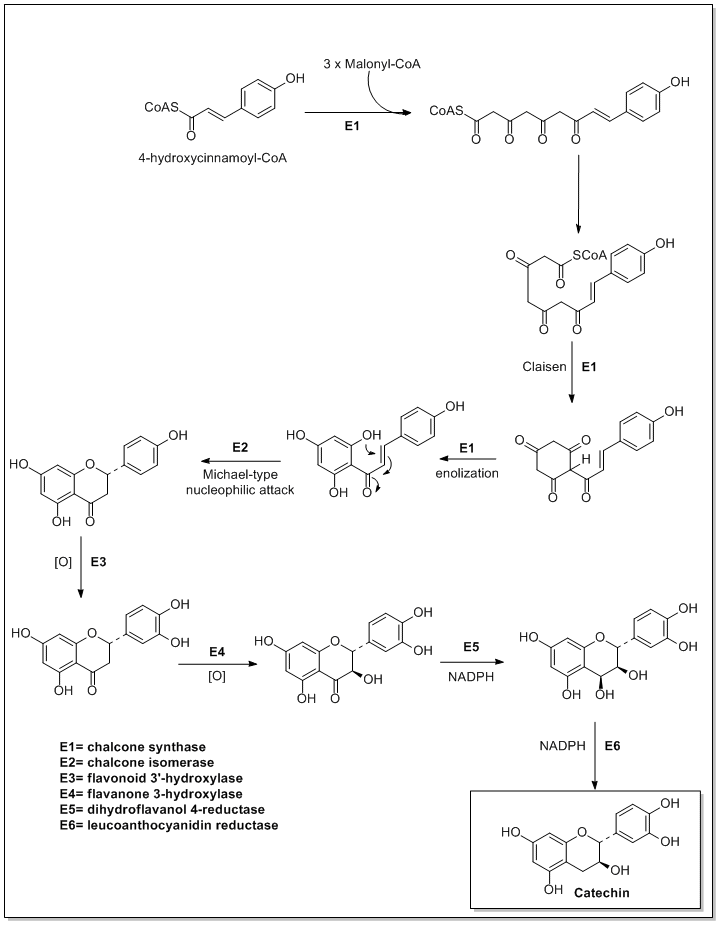 3 x Malonyl-CoA
OH
CoAS
O
E1
4-hydroxycinnamoyl-CoA
CoAS
O O O O
OH
O
SCoA
O
OH
O O
Claisen E1
O O
H
O O
OH
E1
enolization
HO OH
OH O
OH
E2
Michael-type
nucleophilic attack
HO O
OH
OH O
[O] E3
HO O
OH
OH
OH O
E4
[O]
HO O
OH
OH
OH
OH O
E5
NADPH
HO O
OH
OH
OH
OH OH
NADPH E6
E1= chalcone synthase
E2= chalcone isomerase
E3= flavonoid 3'-hydroxylase
E4= flavanone 3-hydroxylase
E5= dihydroflavanol 4-reductase
E6= leucoanthocyanidin reductase
HO O
OH
OH
OH
OH
Catechin